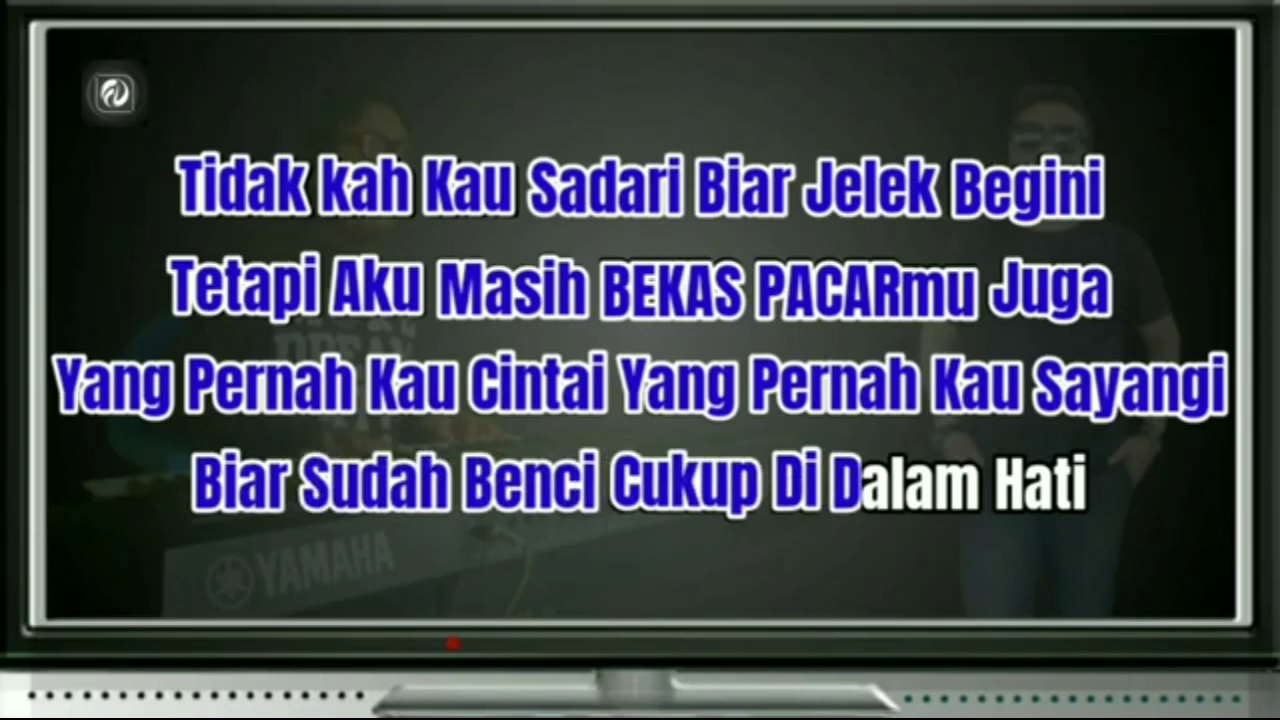 Tidak kah Kau Sadari Biar Jelek Begini
Tetapi Aku Masih BEKAS PACARmu Juga
Yang Pernah Kau Cintai Yang Pernah Kau Sayangi
Biar Sudah Benci Cukup Di Dalam Hati
YAMAHA